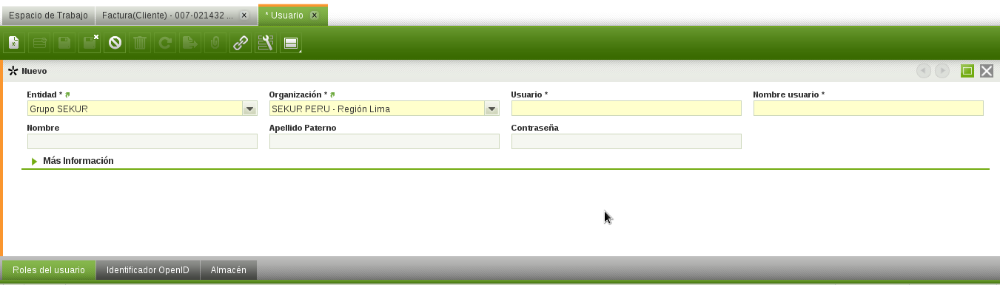 Espacio de Trabajo Factura(Cliente) - 007-021432 ... * Usuario
Nuevo
Entidad * Organización * Usuario * Nombre usuario *
Grupo SEKUR SEKUR PERU - Región Lima
Nombre Apellido Paterno Contraseña
Más Información
Roles del usuario Identificador OpenID Almacén